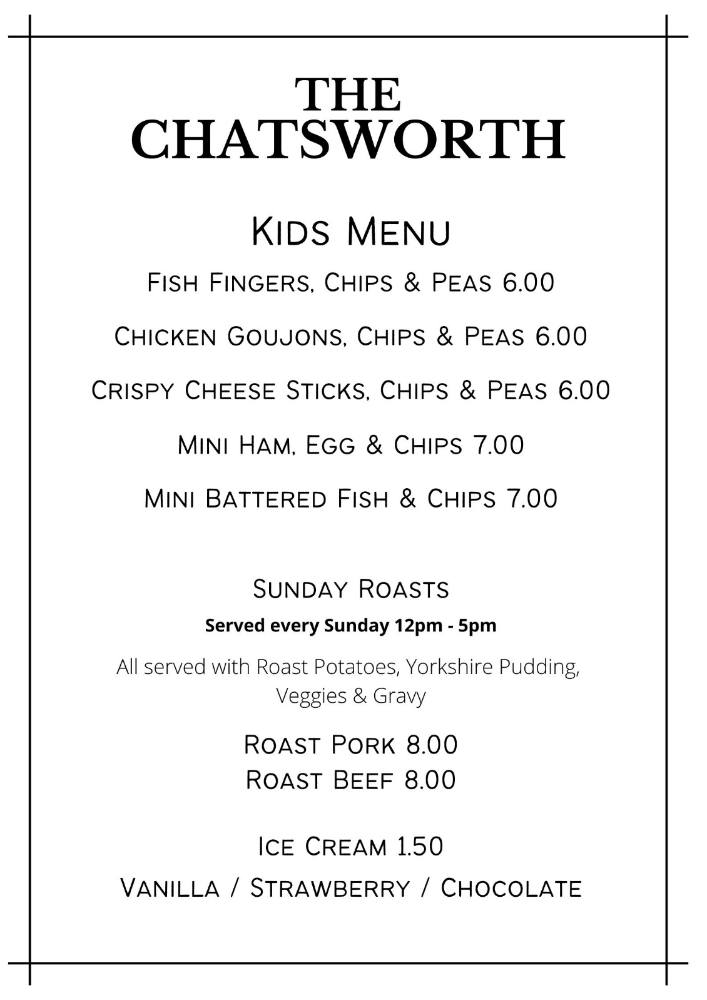 THE
CHATSWORTH
Kids Menu
Fish Fingers, Chips & Peas 6.00
Chicken Goujons, Chips & Peas 6.00
Crispy Cheese Sticks, Chips & Peas 6.00
Mini Ham, Egg & Chips 7.00
Mini Battered Fish & Chips 7.00
Sunday Roasts
Served every Sunday 12pm - 5pm
All served with Roast Potatoes, Yorkshire Pudding,
Veggies & Gravy
Roast Pork 8.00
Roast Beef 8.00
Ice Cream 1.50
Vanilla / Strawberry / Chocolate